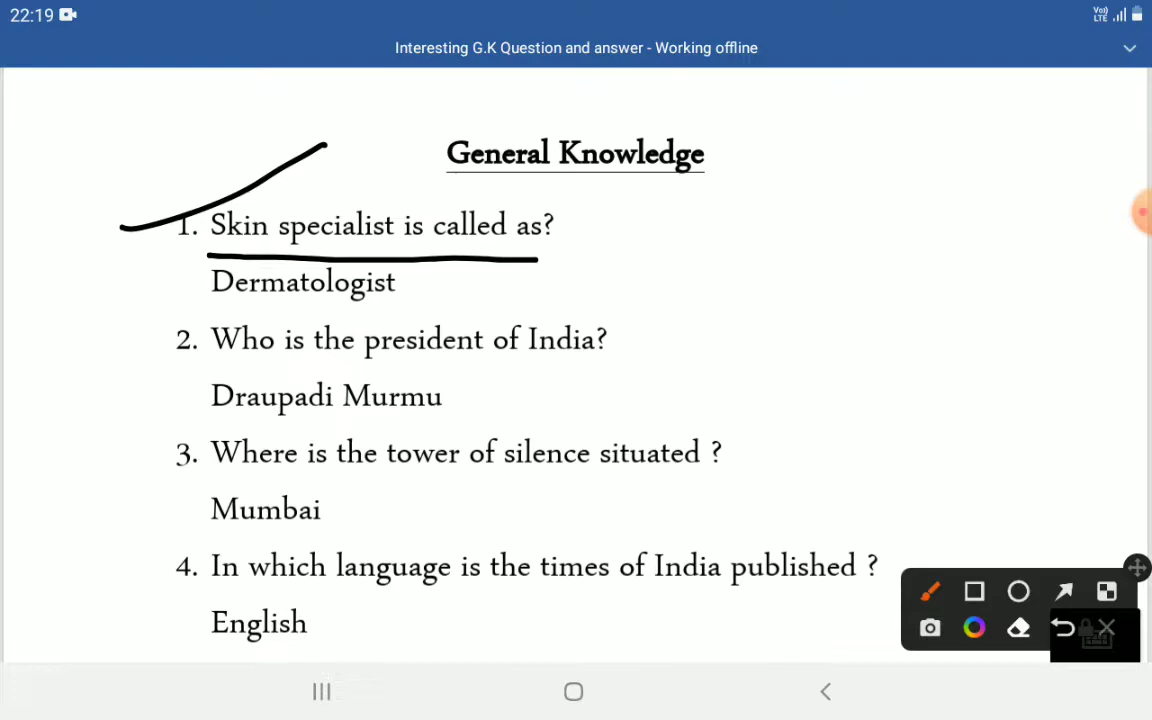 22:19
Vo)) LTE
Interesting G.K Question and answer - Working offline
General Knowledge
1. Skin specialist is called as?
Dermatologist
2. Who is the president of India?
Draupadi Murmu
3. Where is the tower of silence situated ?
Mumbai
4. In which language is the times of India published ?
English